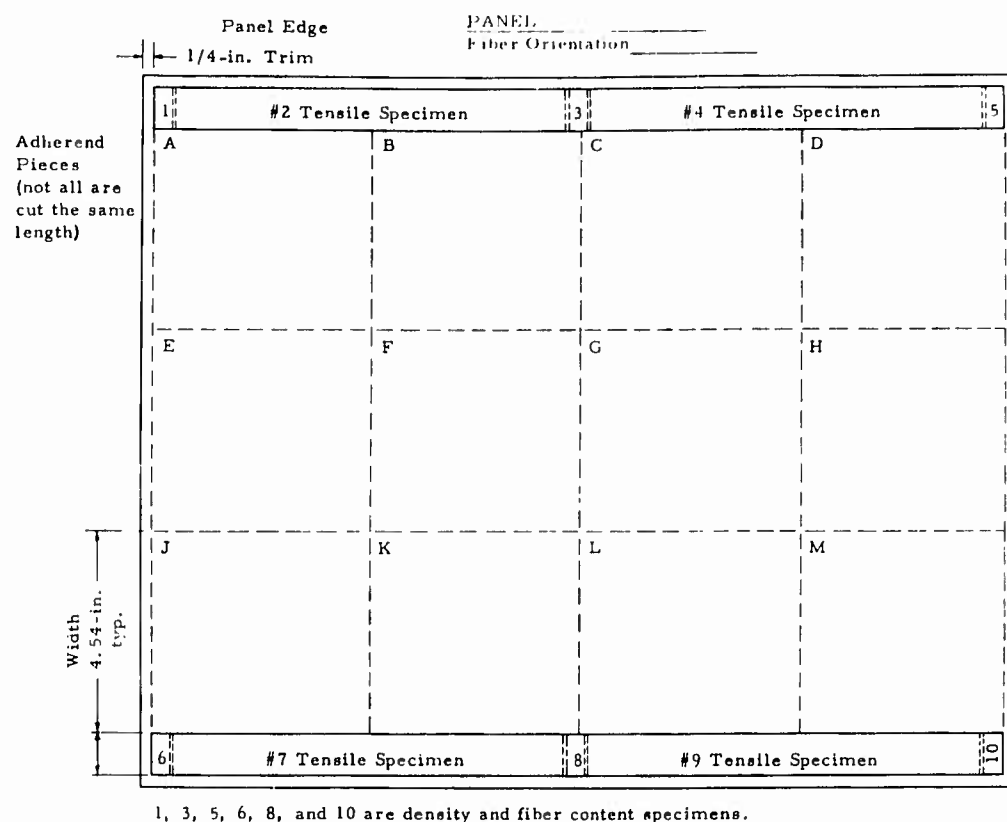 Panel Edge
PANEL
Fiber Orientation
1/4-in. Trim
1
#2 Tensile Specimen
3
#4 Tensile Specimen
5
Adherend
Pieces
(not all are
cut the same
length)
A
B
C
D
E
F
G
H
J
K
L
M
Width
4.54-in.
typ.
6
#7 Tensile Specimen
8
#9 Tensile Specimen
10
1, 3, 5, 6, 8, and 10 are density and fiber content specimens.